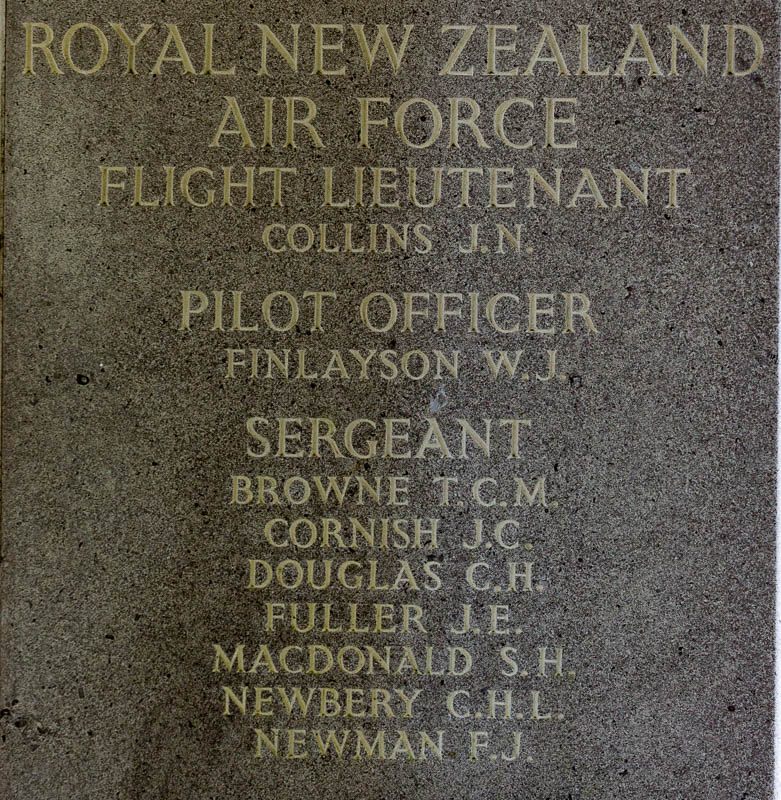 ROYAL NEW ZEALAND
AIR FORCE
FLIGHT LIEUTENANT
COLLINS J.N.
PILOT OFFICER
FINLAYSON W.J.
SERGEANT
BROWNE T.C.M.
CORNISH J.C.
DOUGLAS C.H.
FULLER J.E.
MACDONALD S.H.
NEWBERY C.H.L.
NEWMAN F.J.